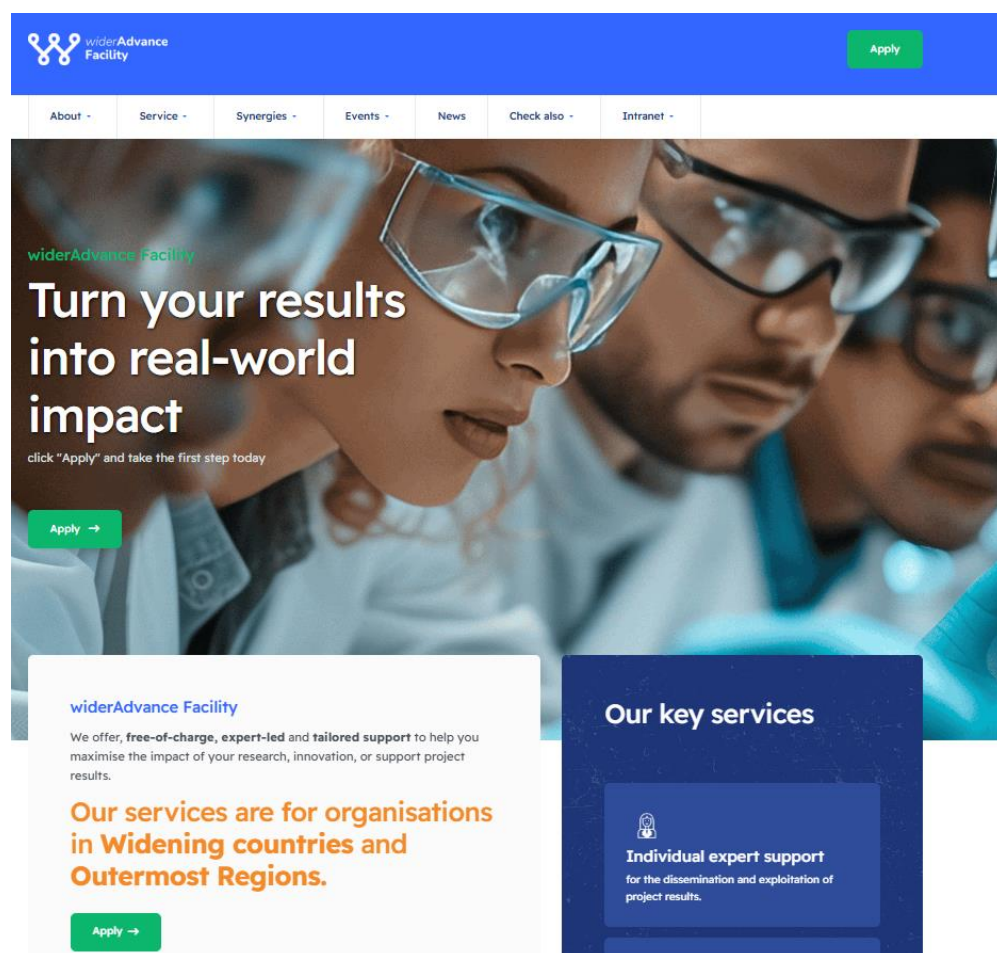 widerAdvance
Facility
Apply
About
Service
Synergies
Events
News
Check also
Intranet
widerAdvance Facility
Turn your results
into real-world
impact
click "Apply" and take the first step today
Apply →
widerAdvance Facility
We offer, free-of-charge, expert-led and tailored support to help you
maximise the impact of your research, innovation, or support project
results.
Our services are for organisations
in Widening countries and
Outermost Regions.
Apply →
Our key services
Individual expert support
for the dissemination and exploitation of
project results.